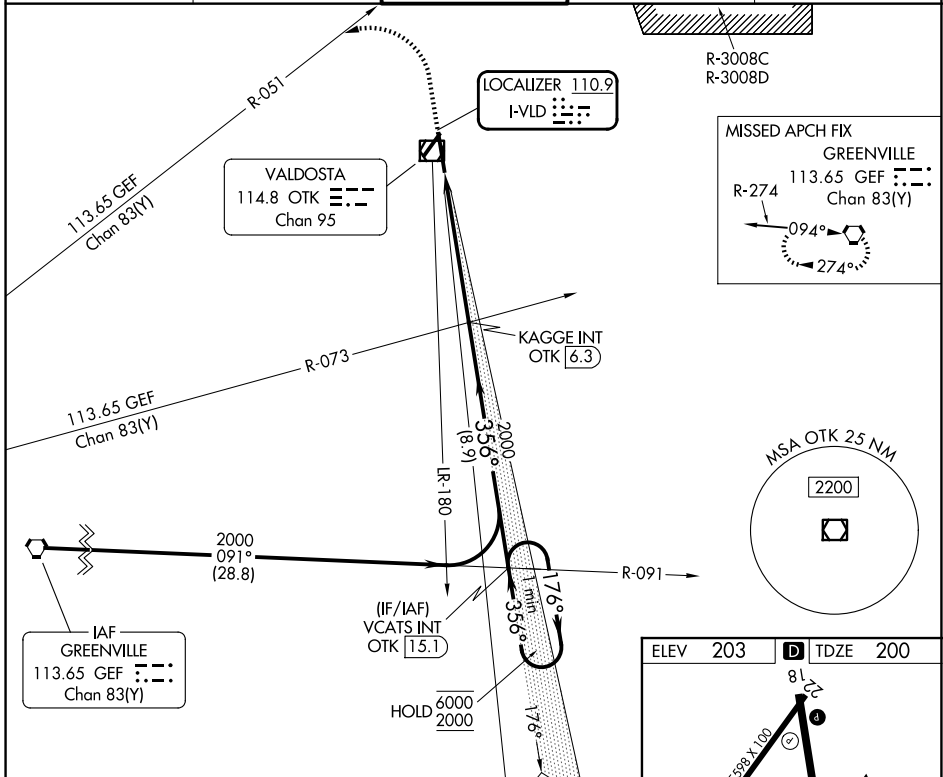 R-3008C
R-3008D
R-051
LOCALIZER 110.9
I-VLD
MISSED APCH FIX
GREENVILLE
113.65 GEF
Chan 83(Y)
R-274
094°
274°
VALDOSTA
114.8 OTK
Chan 95
113.65 GEF
Chan 83(Y)
KAGGE INT
OTK 6.3
R-073
113.65 GEF
Chan 83(Y)
MSA OTK 25 NM
2200
2000
356°
(8.9)
LR-180
2000
091°
(28.8)
R-091
176°
1 min
356°
(IF/IAF)
VCATS INT
OTK 15.1
IAF
GREENVILLE
113.65 GEF
Chan 83(Y)
HOLD 6000
2000
176°
ELEV 203 D TDZE 200
18
22
P
P
598 X 100